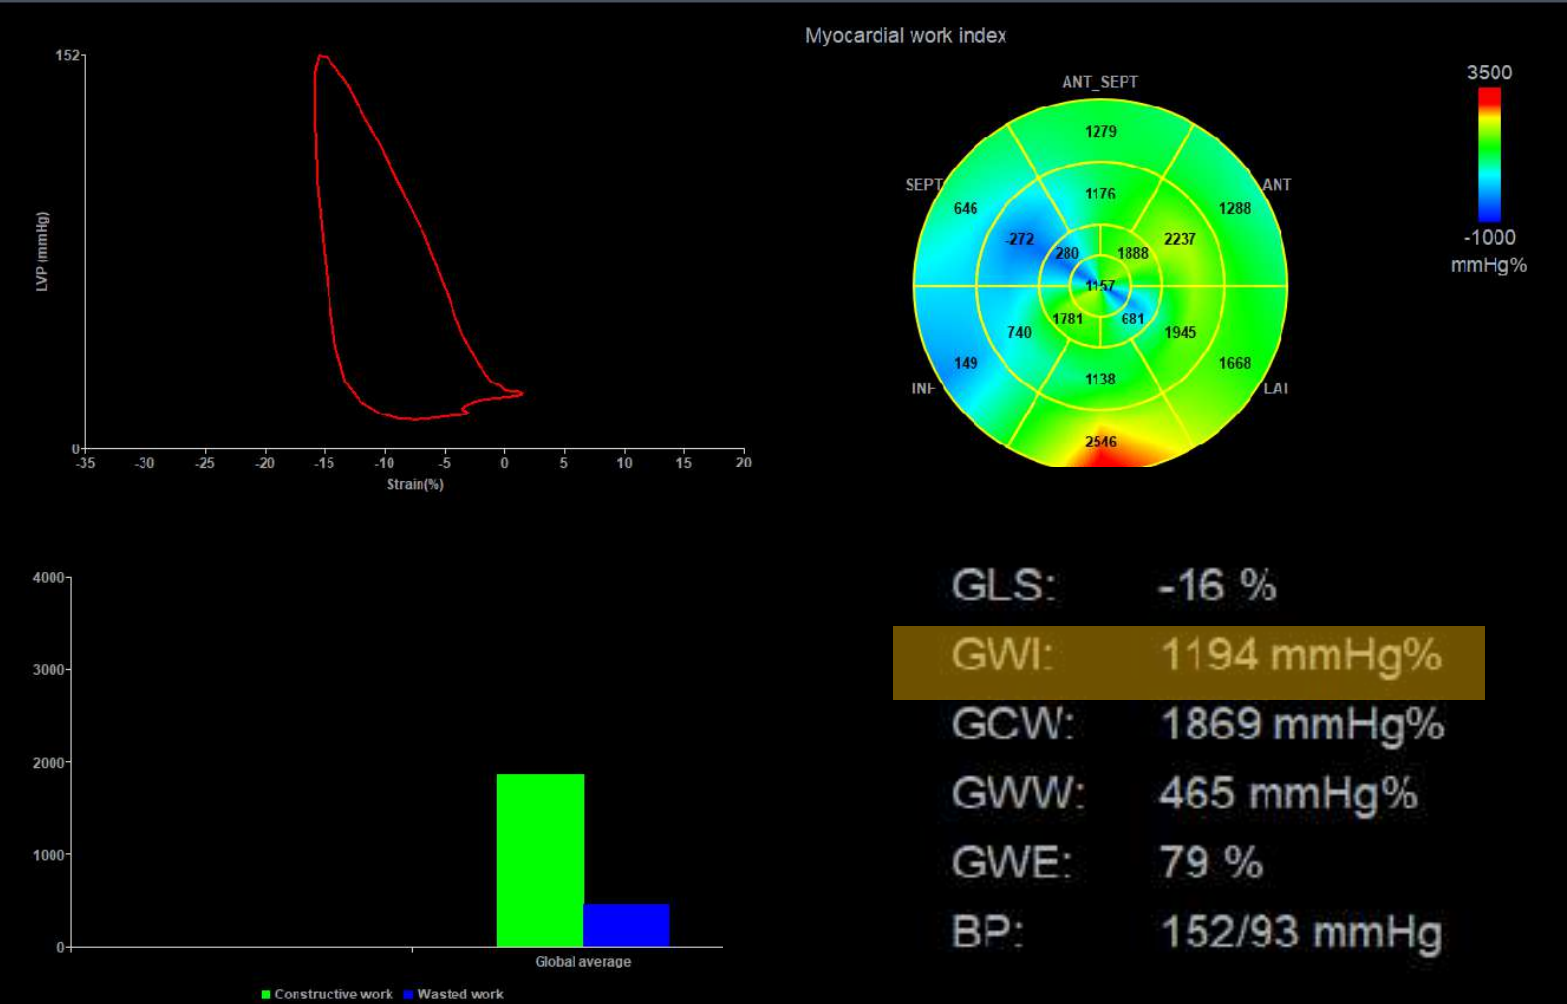 152
0
-35 -30 -25 -20 -15 -10 -5 0 5 10 15 20
Strain(%)
LVP (mmHg)
Myocardial work index
ANT_SEPT
SEPT
ANT
INF
LAT
1279
1176
646
1288
-272
280
1888
2237
1157
1781
681
740
1945
149
1668
1138
2546
3500
-1000
mmHg%
4000
3000
2000
1000
0
Global average
Constructive work Wasted work
GLS: -16 %
GWI: 1194 mmHg%
GCW: 1869 mmHg%
GWW: 465 mmHg%
GWE: 79 %
BP: 152/93 mmHg